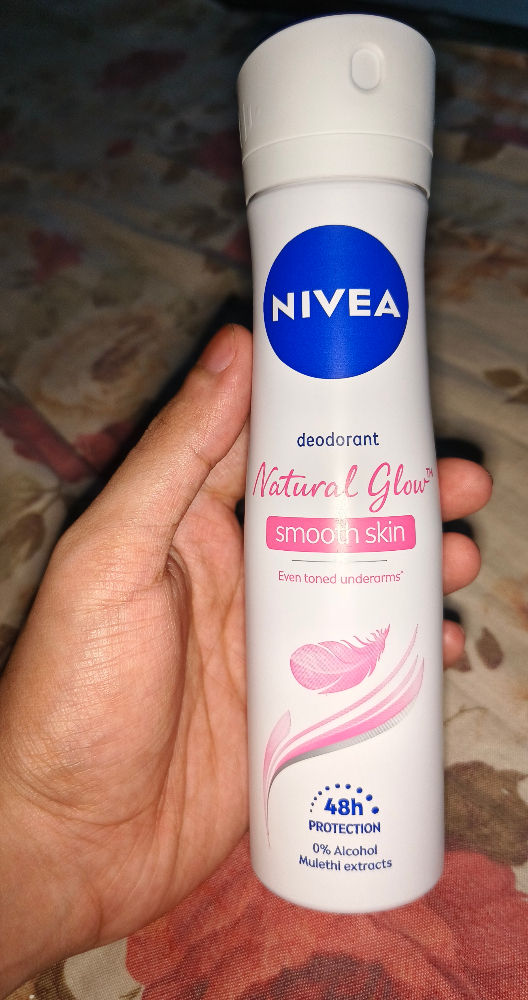 NIVEA
deodorant
Natural Glow™
smooth skin
Even toned underarms*
48h
PROTECTION
0% Alcohol
Mulethi extracts